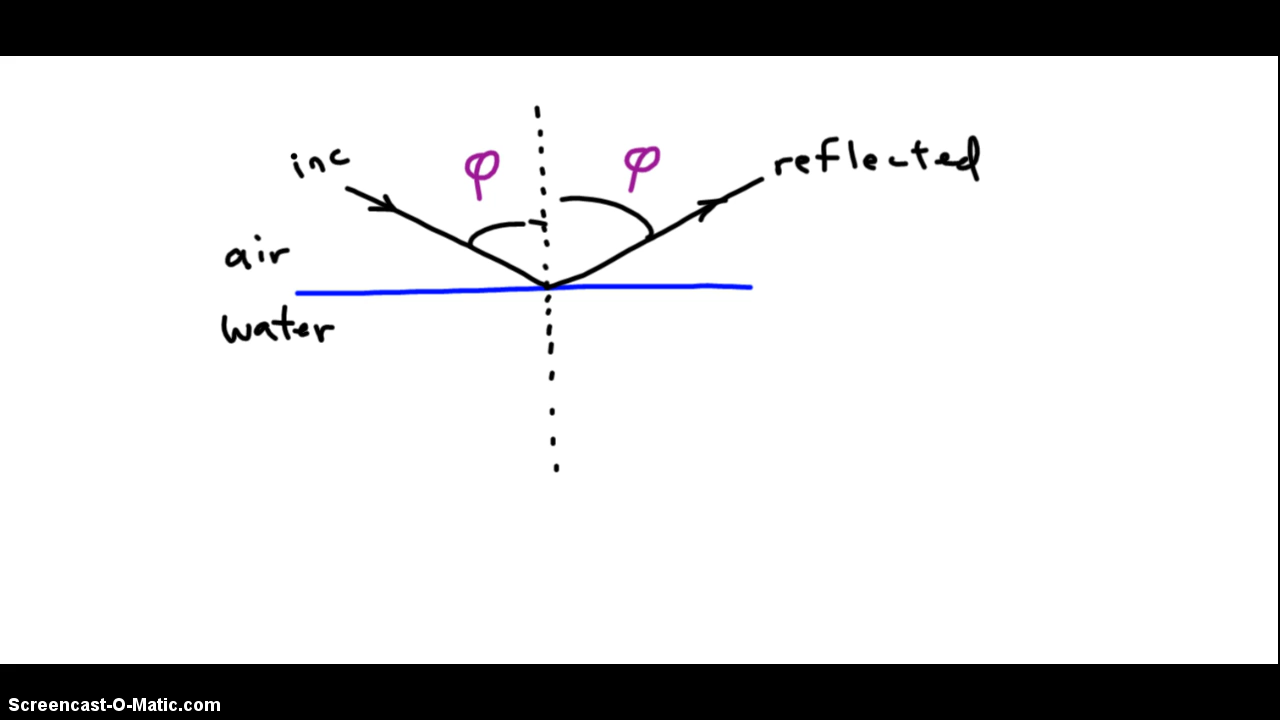 inc
φ
φ
reflected
air
water
Screencast-O-Matic.com